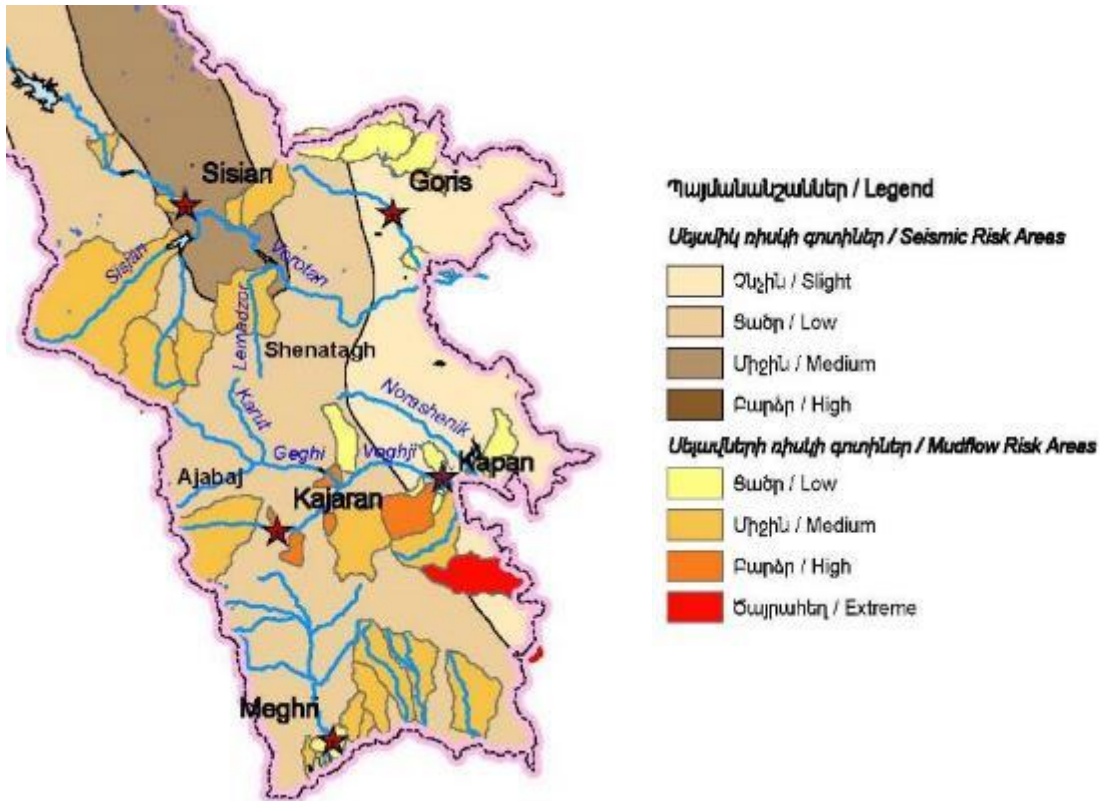 Sisian
Goris
Sisian
Vorotan
Lernadzor
Shenatagh
Karut
Norashenik
Geghi
Voghji
Kapan
Ajabaj
Kajaran
Meghri
Պայմանանշաններ / Legend
Սեյսմիկ ռիսկի գոտիներ / Seismic Risk Areas
Չնչին / Slight
Ցածր / Low
Միջին / Medium
Բարձր / High
Սելավների ռիսկի գոտիներ / Mudflow Risk Areas
Ցածր / Low
Միջին / Medium
Բարձր / High
Ծայրահեղ / Extreme